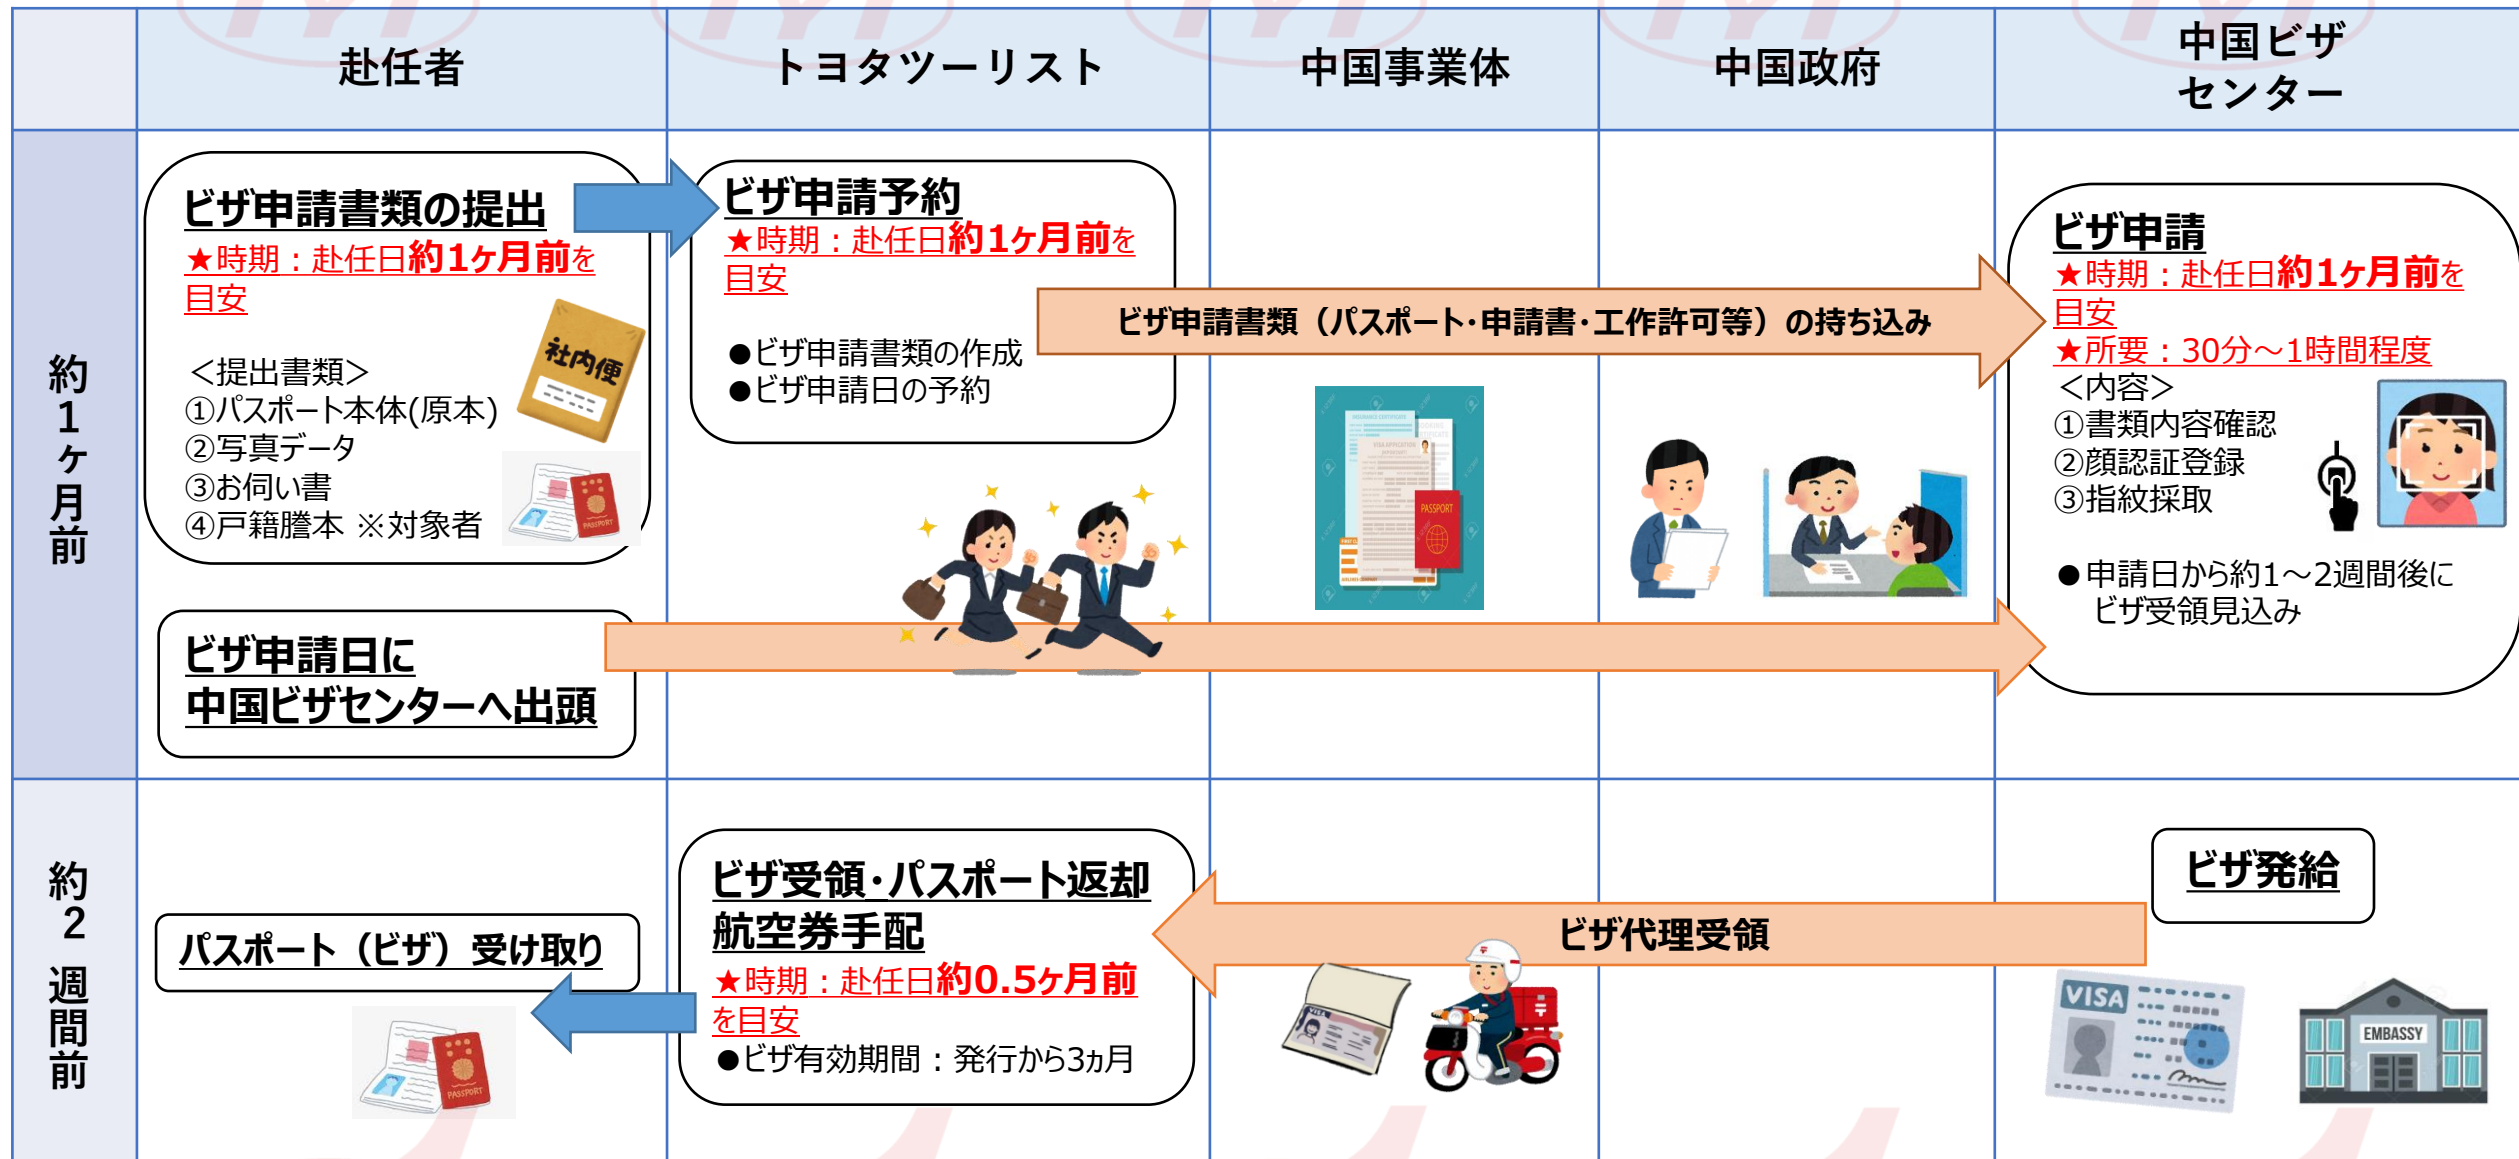 赴任者
トヨタツーリスト
中国事業体
中国政府
中国ビザ
センター
約1ヶ月前
ビザ申請書類の提出
★時期：赴任日約1ヶ月前を
目安
＜提出書類＞
①パスポート本体(原本)
②写真データ
③お伺い書
④戸籍謄本 ※対象者
社内便
PASSPORT
ビザ申請予約
★時期：赴任日約1ヶ月前を
目安
●ビザ申請書類の作成
●ビザ申請日の予約
ビザ申請書類（パスポート・申請書・工作許可等）の持ち込み
INSURANCE CERTIFICATE
VISA APPLICATION
PASSPORT
ビザ申請
★時期：赴任日約1ヶ月前を
目安
★所要：30分～1時間程度
＜内容＞
①書類内容確認
②顔認証登録
③指紋採取
●申請日から約1～2週間後に
ビザ受領見込み
ビザ申請日に
中国ビザセンターへ出頭
約2週間前
パスポート（ビザ）受け取り
PASSPORT
ビザ受領・パスポート返却
航空券手配
★時期：赴任日約0.5ヶ月前
を目安
●ビザ有効期間：発行から3ヵ月
ビザ代理受領
VISA
ビザ発給
VISA
EMBASSY